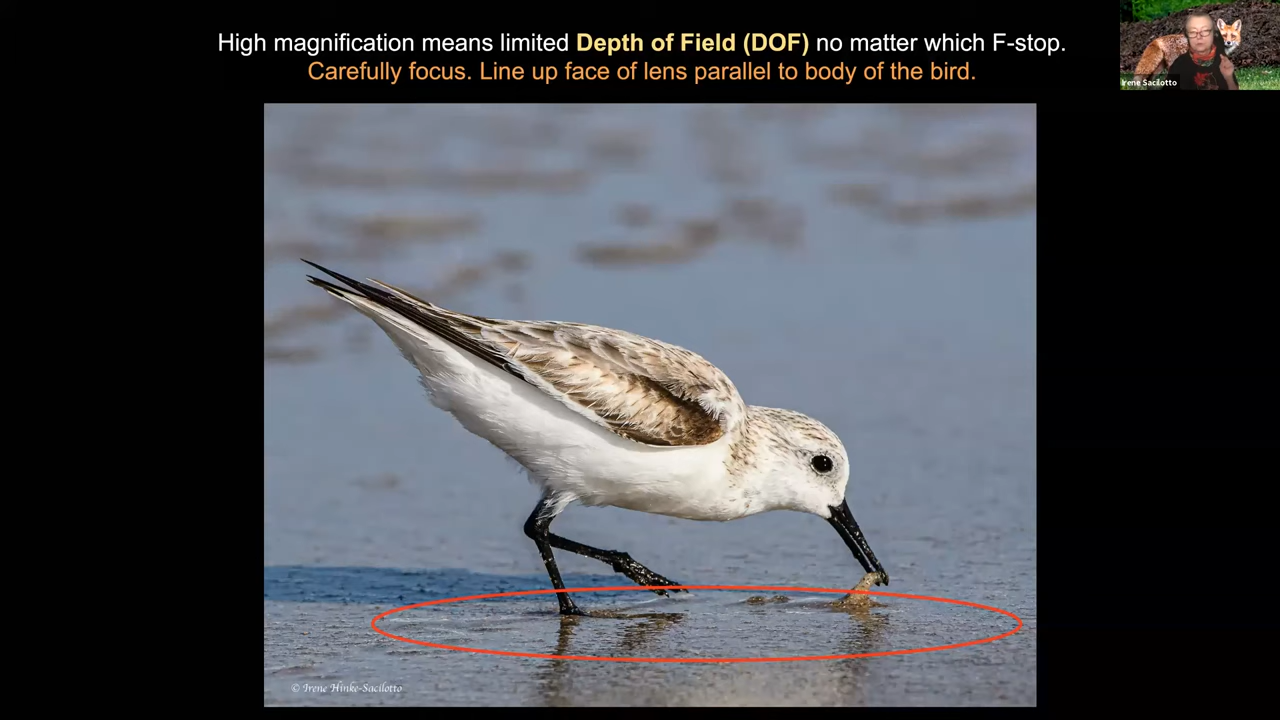 High magnification means limited Depth of Field (DOF) no matter which F-stop.
Carefully focus. Line up face of lens parallel to body of the bird.
Irene Sacilotto
© Irene Hinke-Sacilotto